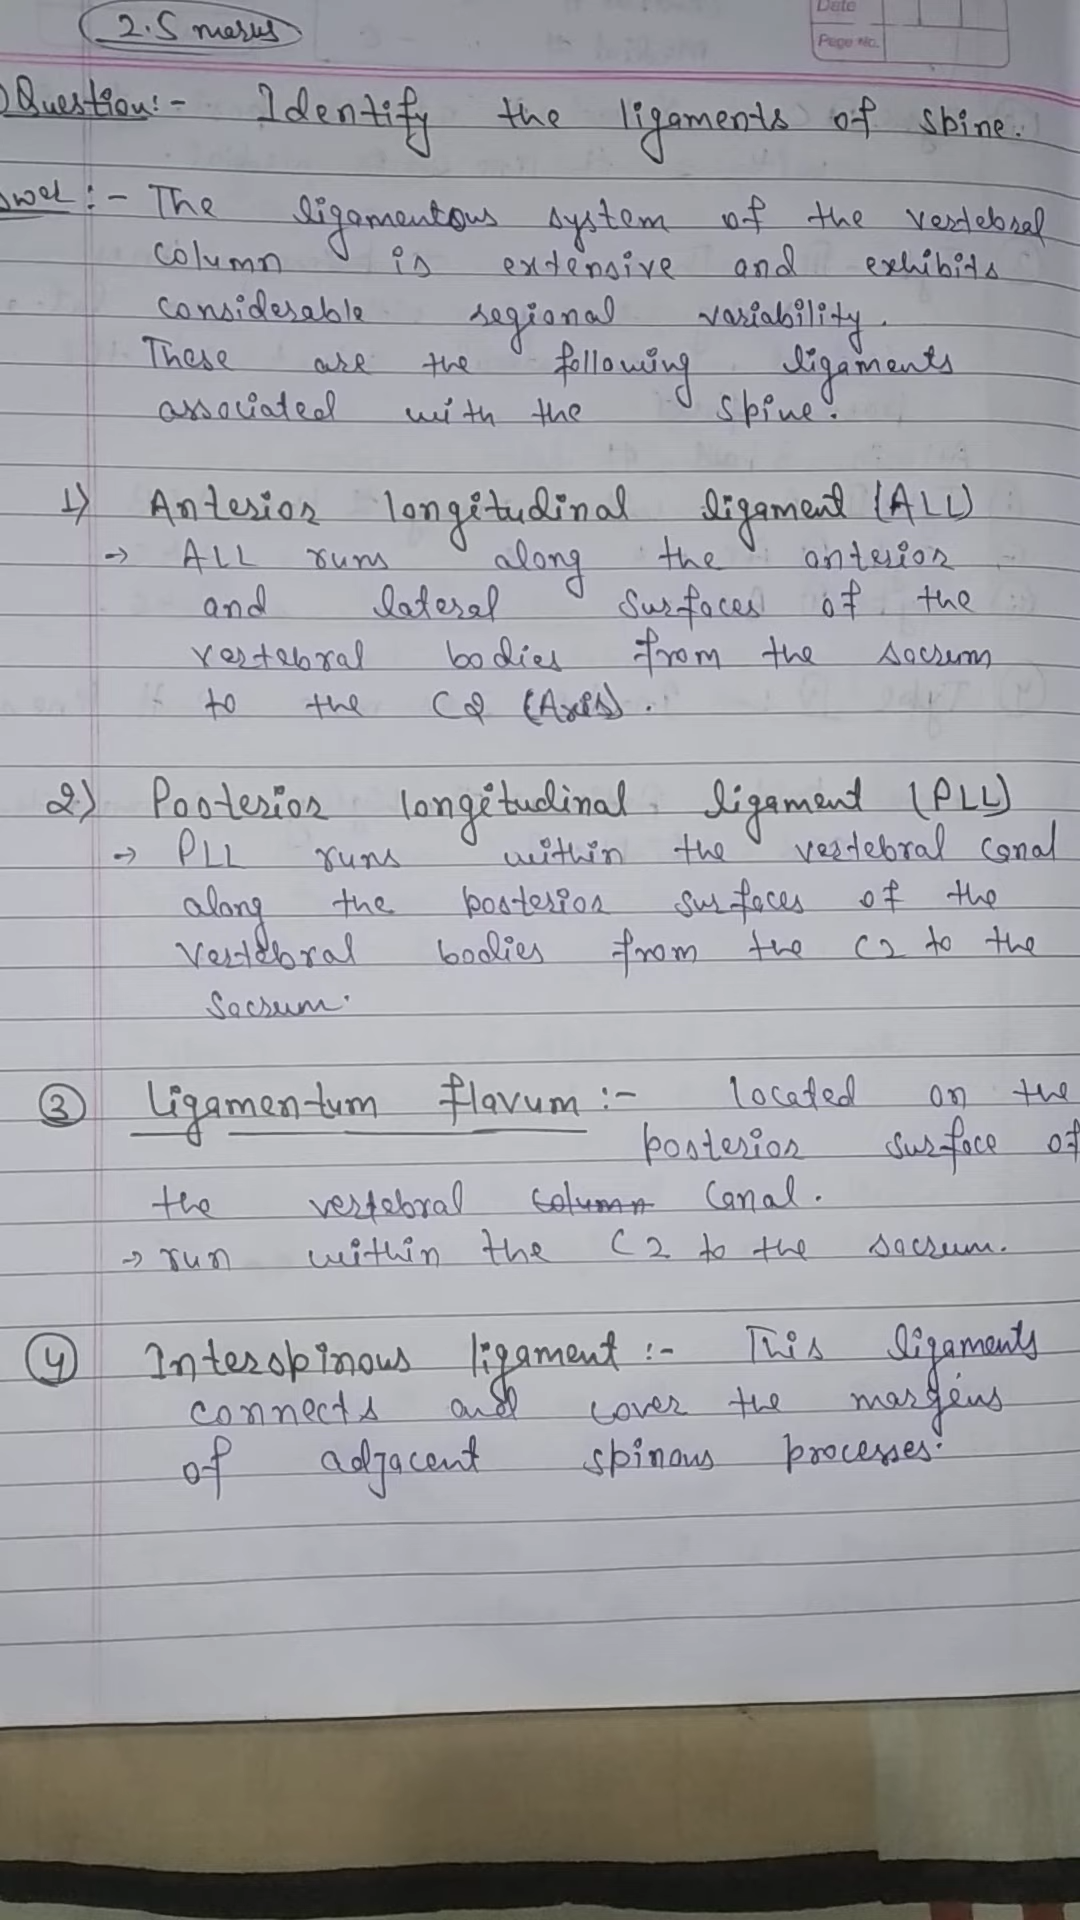 2.5 marks
Date
Page No.
Question:- Identify the ligaments of spine.
:- The ligamentous system of the vertebral
column is extensive and exhibits
considerable regional variability.
These are the following ligaments
associated with the spine.
1) Anterior longitudinal ligament (ALL)
→ ALL runs along the anterior
and lateral surfaces of the
vertebral bodies from the sacrum
to the C2 (Axis).
2) Posterior longitudinal ligament (PLL)
→ PLL runs within the vertebral canal
along the posterior surfaces of the
vertebral bodies from the C2 to the
Sacrum.
3 Ligamentum flavum:- located on the
posterior surface of
the vertebral column canal.
→ run within the C2 to the sacrum.
4 Interspinous ligament:- This ligaments
connects and cover the margins
of adjacent spinous processes.